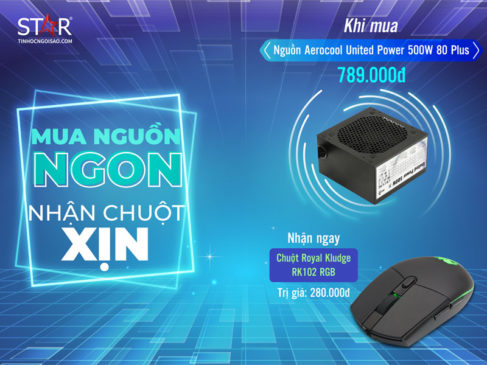 STAR
TINHOCNGOISAO.COM
MUA NGUỒN
NGON
NHẬN CHUỘT
XỊN
Khi mua
Nguồn Aerocool United Power 500W 80 Plus
789.000đ
Nhận ngay
Chuột Royal Kludge
RK102 RGB
Trị giá: 280.000đ